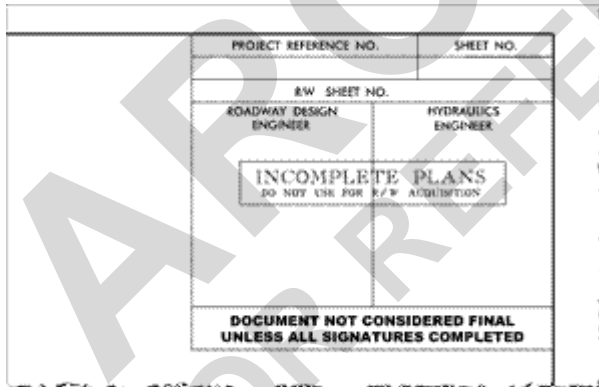 PROJECT REFERENCE NO. SHEET NO.
R/W SHEET NO.
ROADWAY DESIGN ENGINEER
HYDRAULICS ENGINEER
INCOMPLETE PLANS
DO NOT USE FOR R/W ACQUISITION
DOCUMENT NOT CONSIDERED FINAL
UNLESS ALL SIGNATURES COMPLETED